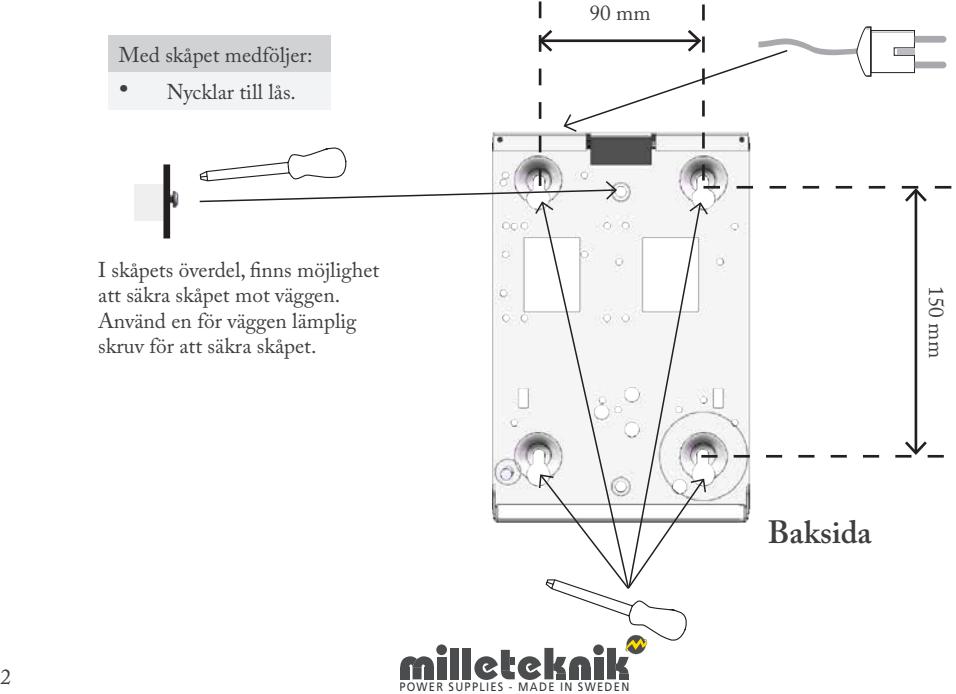 90 mm
Med skåpet medföljer:
• Nycklar till lås.
I skåpets överdel, finns möjlighet
att säkra skåpet mot väggen.
Använd en för väggen lämplig
skruv för att säkra skåpet.
150 mm
Baksida
2
milleteknik
POWER SUPPLIES - MADE IN SWEDEN